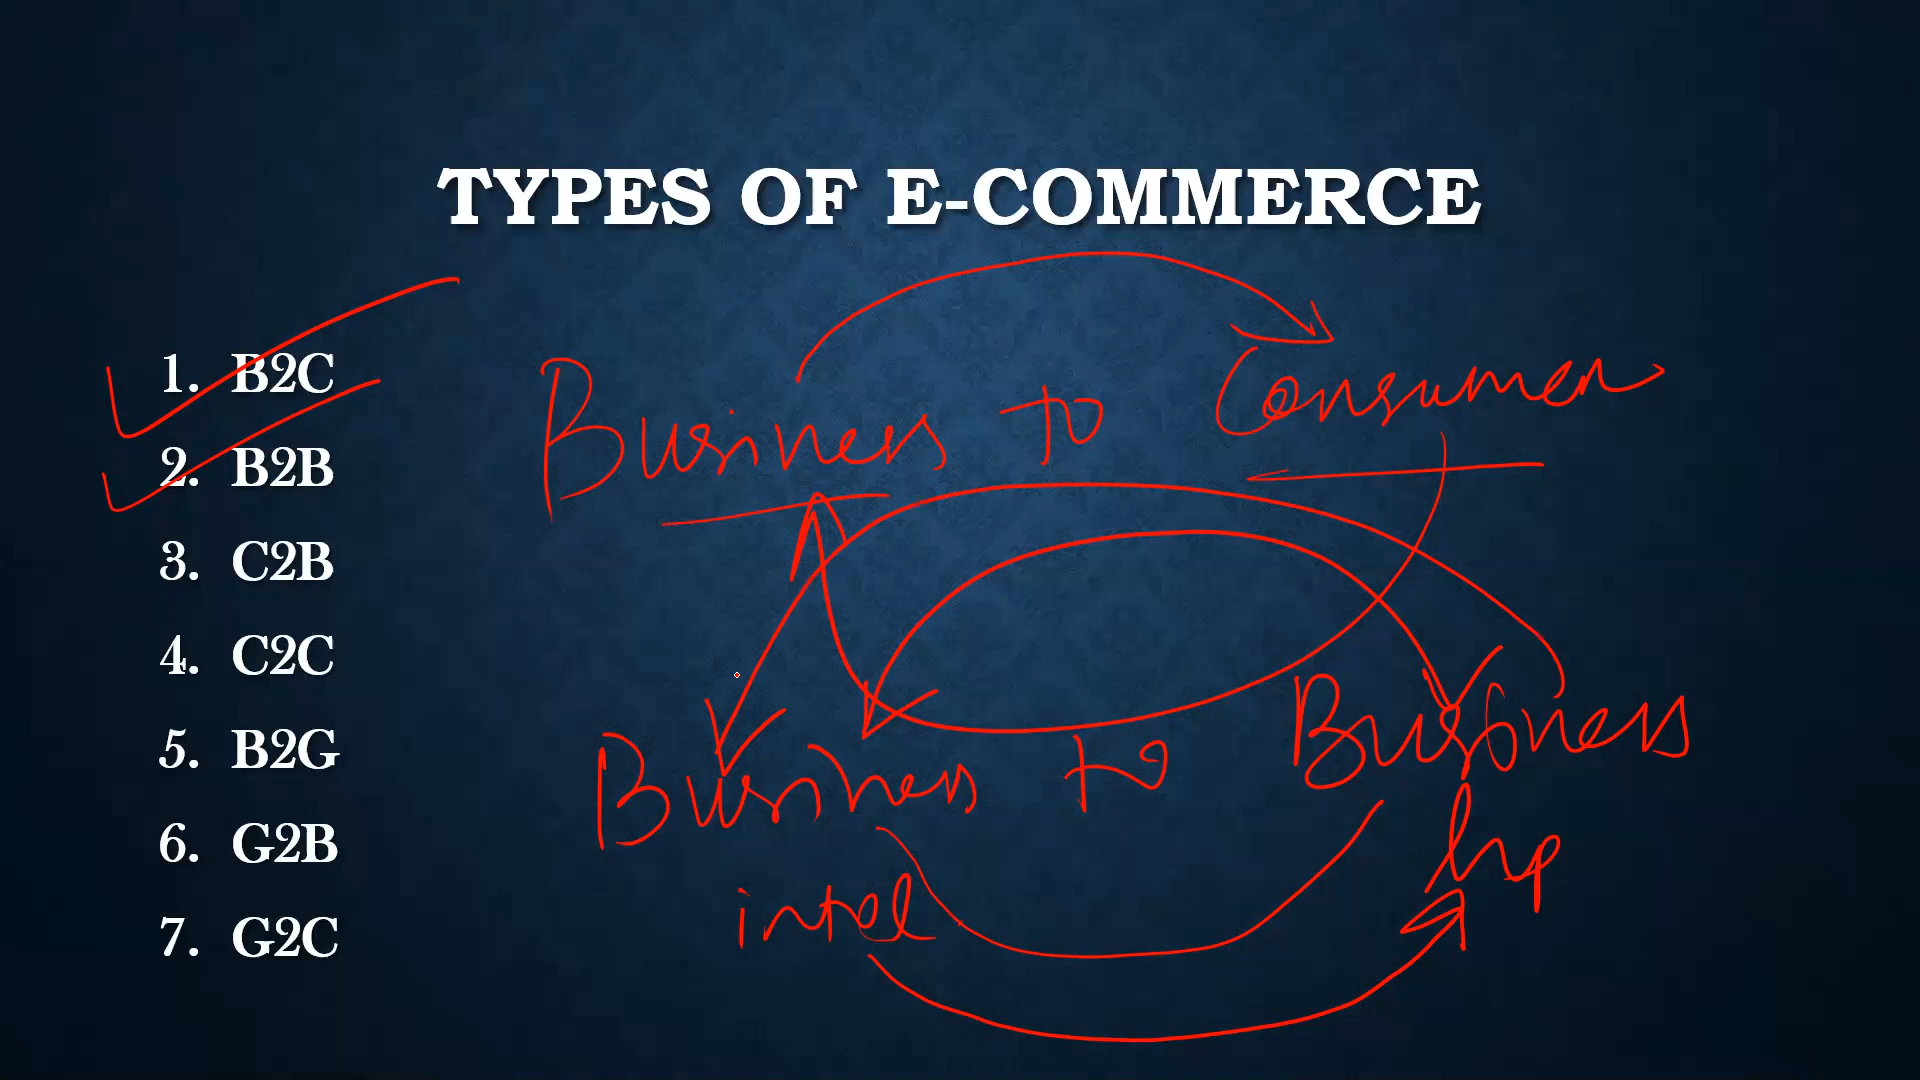 TYPES OF E-COMMERCE
1. B2C
2. B2B
3. C2B
4. C2C
5. B2G
6. G2B
7. G2C
Business to Consumer
Business to Business
intel
hp